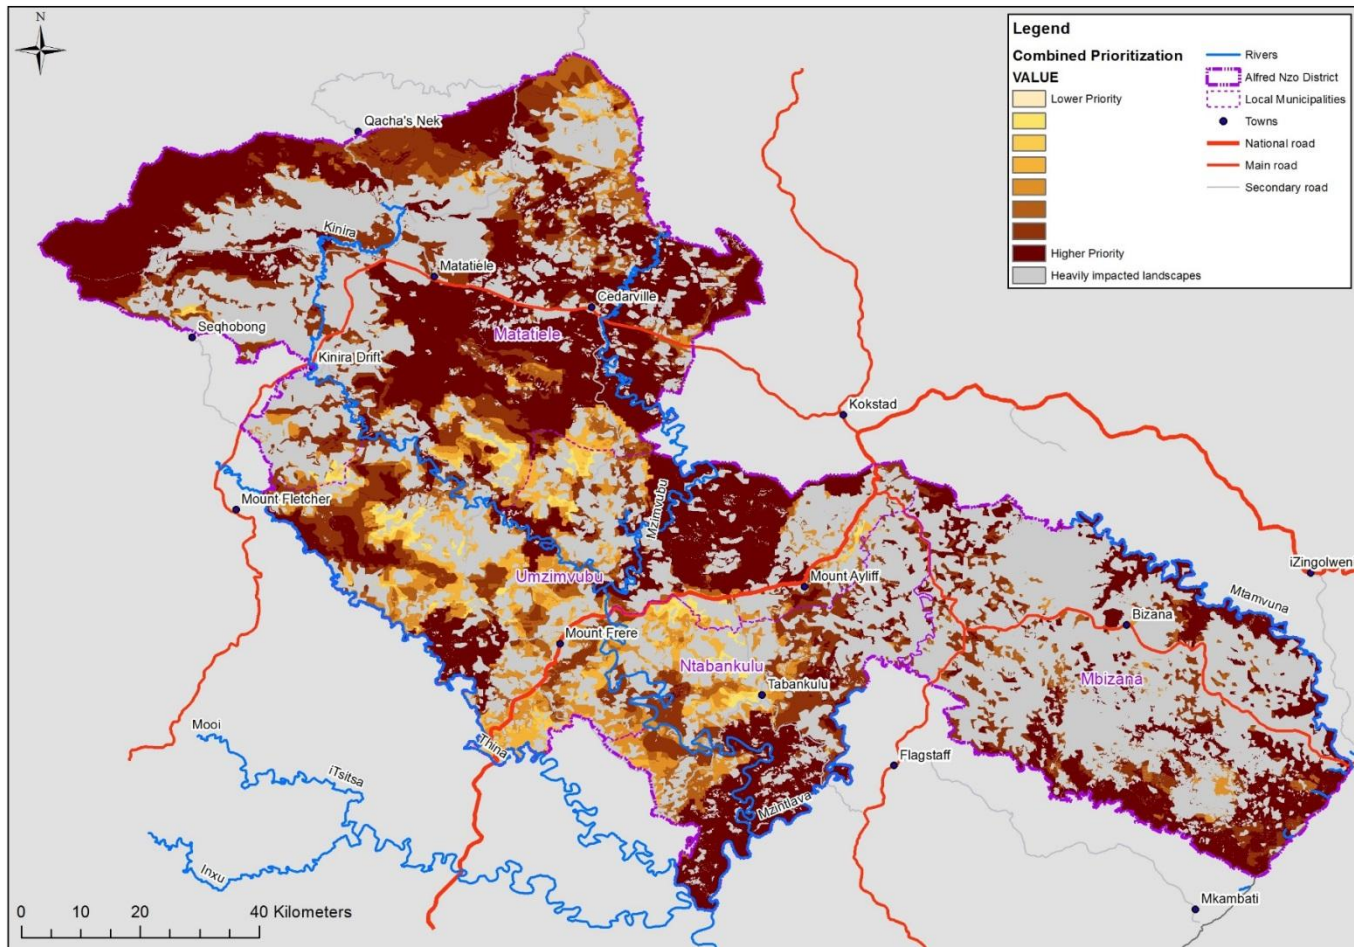 N
Legend
Combined Prioritization
VALUE
Lower Priority
Higher Priority
Heavily impacted landscapes
Rivers
Alfred Nzo District
Local Municipalities
Towns
National road
Main road
Secondary road
Qacha's Nek
Kinira
Matatiele
Cedarville
Matatiele
Seqhobong
Kinira Drift
Kokstad
Mount Fletcher
Mzimvubu
Umzimvubu
Mount Ayliff
iZingolwen
Mtamvuna
Bizana
Mount Frere
Ntabankulu
Tabankulu
Mbizana
Mooi
Thina
iTsitsa
Flagstaff
Mzintlava
Inxu
Mkambati
0 10 20 40 Kilometers